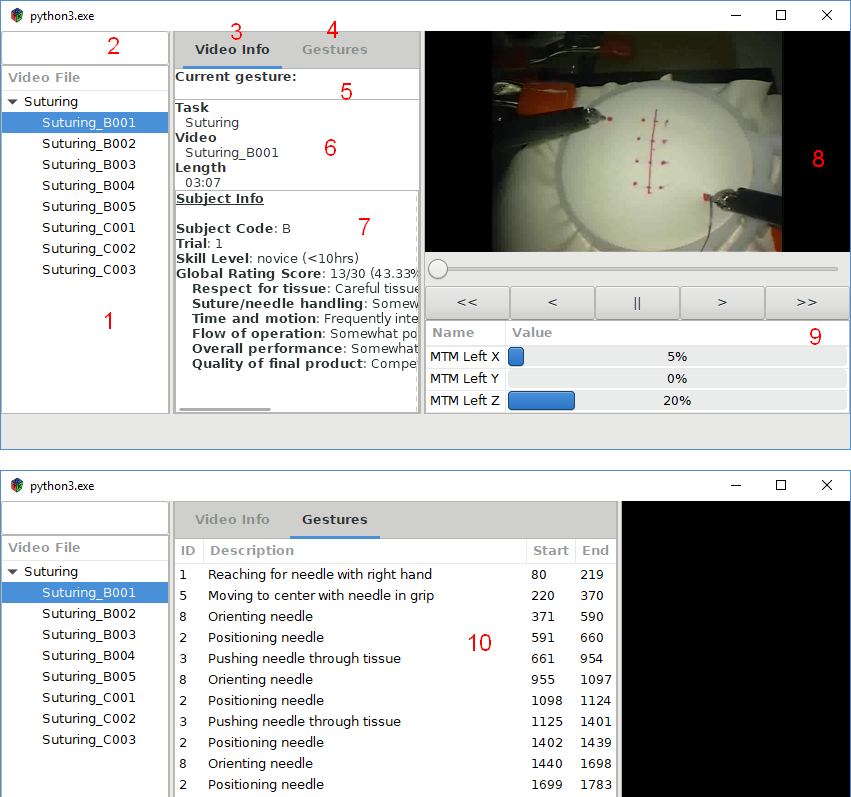 python3.exe
2
3
4
Video Info Gestures
Video File
Suturing
Suturing_B001
Suturing_B002
Suturing_B003
Suturing_B004
Suturing_B005
Suturing_C001
Suturing_C002
Suturing_C003
1
Current gesture:
5
Task
Suturing
Video
Suturing_B001
6
Length
03:07
Subject Info
7
Subject Code: B
Trial: 1
Skill Level: novice (<10hrs)
Global Rating Score: 13/30 (43.33%
Respect for tissue: Careful tissue
Suture/needle handling: Somew
Time and motion: Frequently inte
Flow of operation: Somewhat po
Overall performance: Somewhat
Quality of final product: Compe
8
<< < || > >>
Name Value
9
MTM Left X 5%
MTM Left Y 0%
MTM Left Z 20%
python3.exe
Video Info Gestures
Video File
Suturing
Suturing_B001
Suturing_B002
Suturing_B003
Suturing_B004
Suturing_B005
Suturing_C001
Suturing_C002
Suturing_C003
ID Description Start End
1 Reaching for needle with right hand 80 219
5 Moving to center with needle in grip 220 370
8 Orienting needle 371 590
2 Positioning needle 591 660
10
3 Pushing needle through tissue 661 954
8 Orienting needle 955 1097
2 Positioning needle 1098 1124
3 Pushing needle through tissue 1125 1401
2 Positioning needle 1402 1439
8 Orienting needle 1440 1698
2 Positioning needle 1699 1783